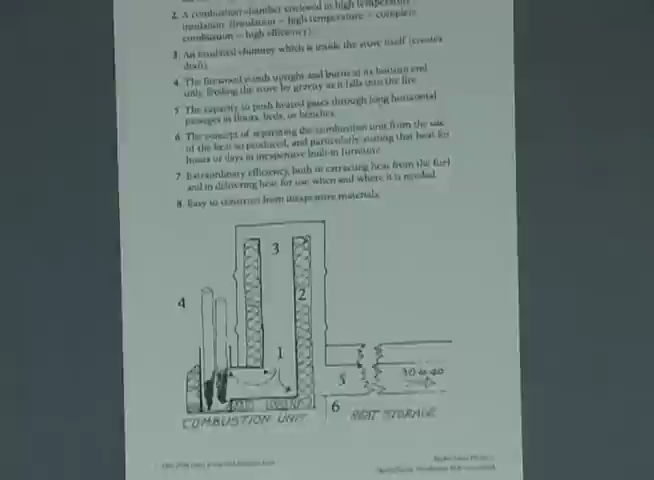 2. A combustion chamber enclosed in high temperature
insulation. (Insulation = high temperature = complete
combustion = high efficiency).
3. An insulated chimney which is inside the stove itself (creates
draft).
4. The firewood stands upright and burns at its bottom end
only, feeding the stove by gravity as it falls into the fire.
5. The capacity to push heated gases through long horizontal
passages in floors, beds, or benches.
6. The concept of separating the combustion unit from the use
of the heat so produced, and particularly storing that heat for
hours or days in inexpensive built-in furniture.
7. Extraordinary efficiency, both in extracting heat from the fuel
and in delivering heat for use when and where it is needed.
8. Easy to construct from inexpensive materials.
3
2
4
1
5
30
6
COMBUSTION UNIT
HEAT STORAGE